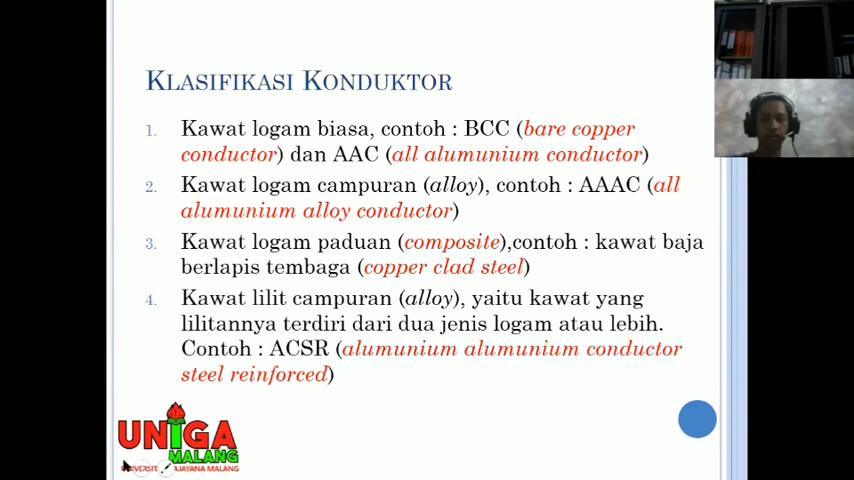 KLASIFIKASI KONDUKTOR
1. Kawat logam biasa, contoh : BCC (bare copper
conductor) dan AAC (all alumunium conductor)
2. Kawat logam campuran (alloy), contoh : AAAC (all
alumunium alloy conductor)
3. Kawat logam paduan (composite),contoh : kawat baja
berlapis tembaga (copper clad steel)
4. Kawat lilit campuran (alloy), yaitu kawat yang
lilitannya terdiri dari dua jenis logam atau lebih.
Contoh : ACSR (alumunium alumunium conductor
steel reinforced)
UNIGA
MALANG
AJAYANA MALANG